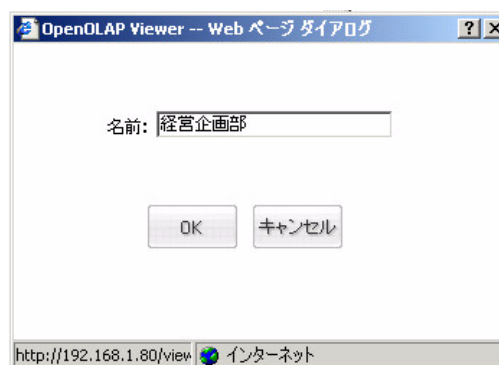 OpenOLAP Viewer -- Web ページ ダイアログ
名前: 経営企画部
OK キャンセル
http://192.168.1.80/view インターネット